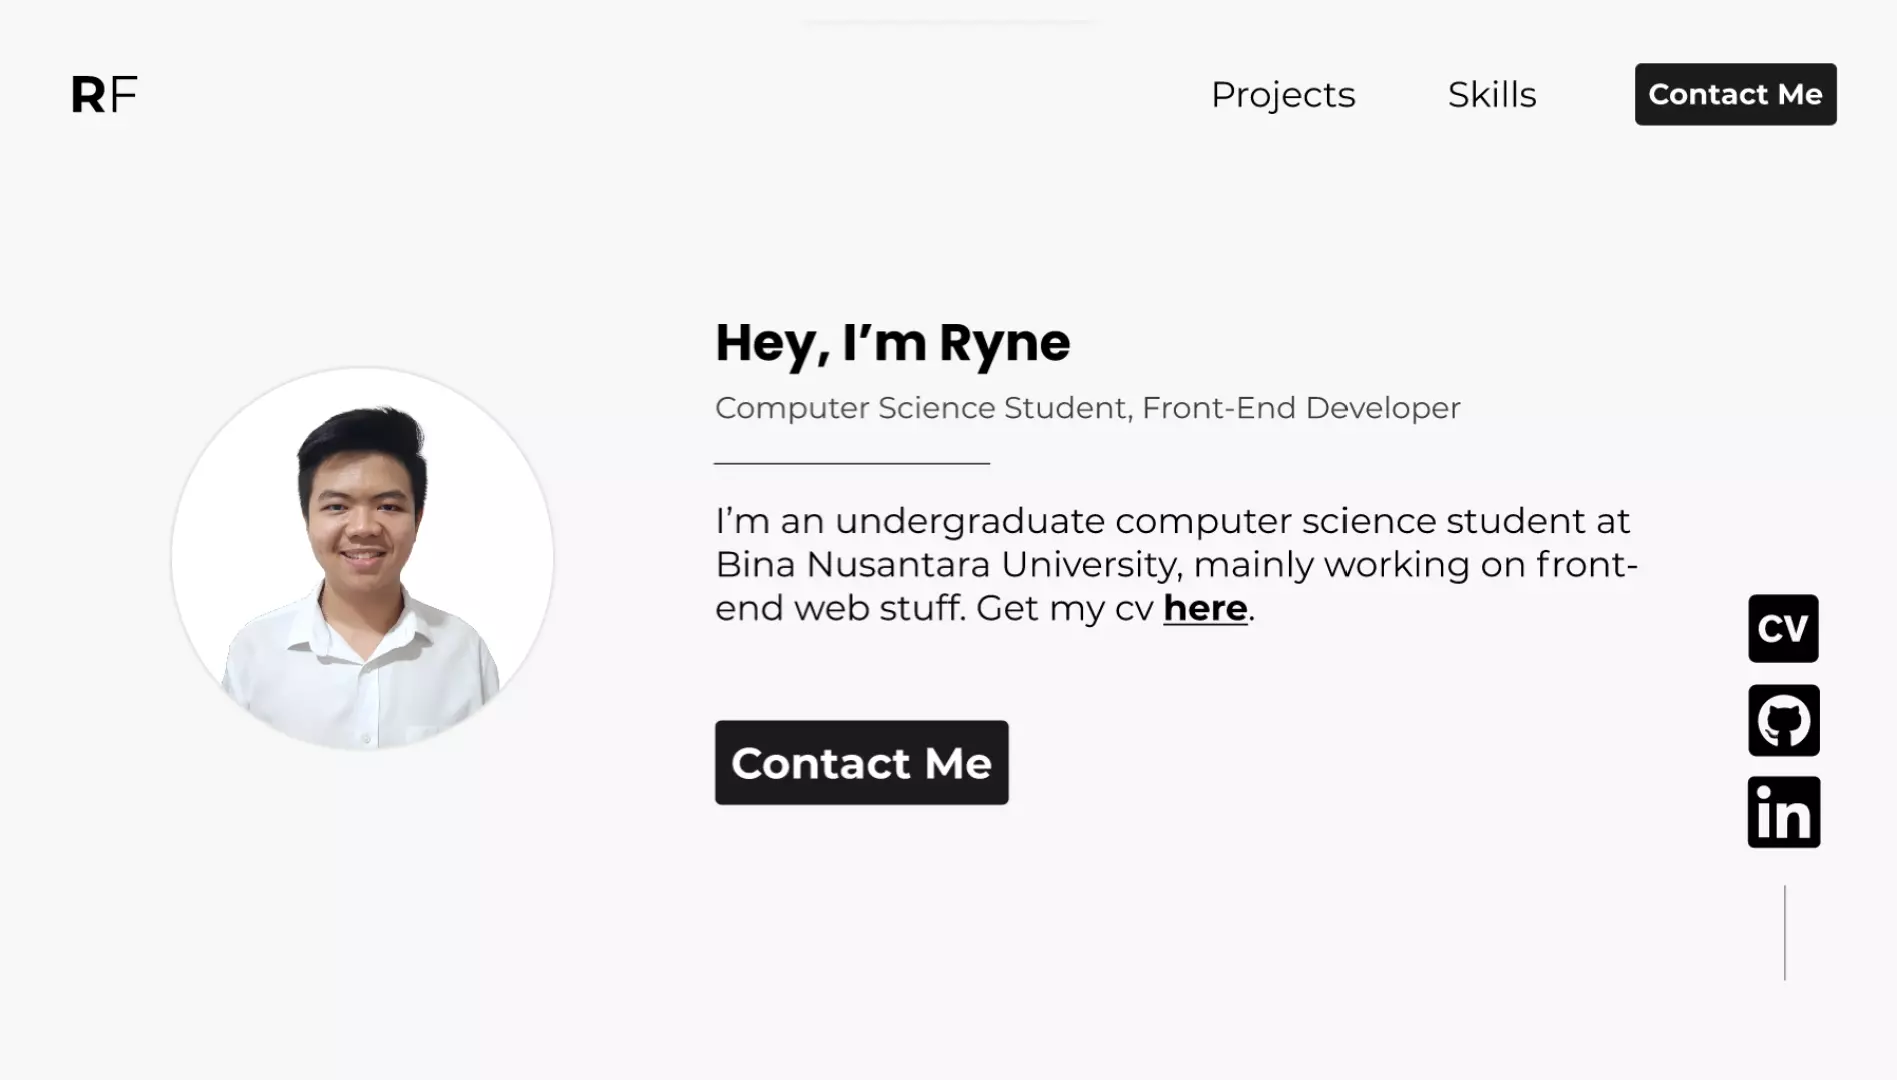 RF
Projects
Skills
Contact Me
Hey, I’m Ryne
Computer Science Student, Front-End Developer
I’m an undergraduate computer science student at
Bina Nusantara University, mainly working on front-
end web stuff. Get my cv here.
CV
in
Contact Me